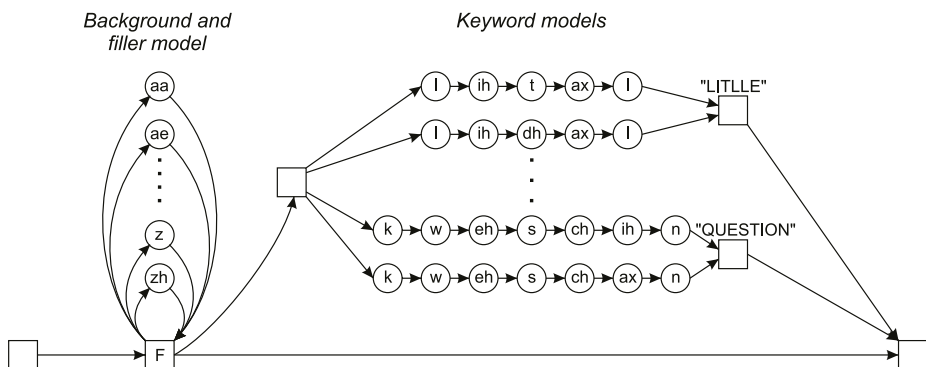 Background and
filler model
Keyword models
aa
l ih t ax l
"LITLLE"
ae
l ih dh ax l
z
k w eh s ch ih n
"QUESTION"
zh
k w eh s ch ax n
F